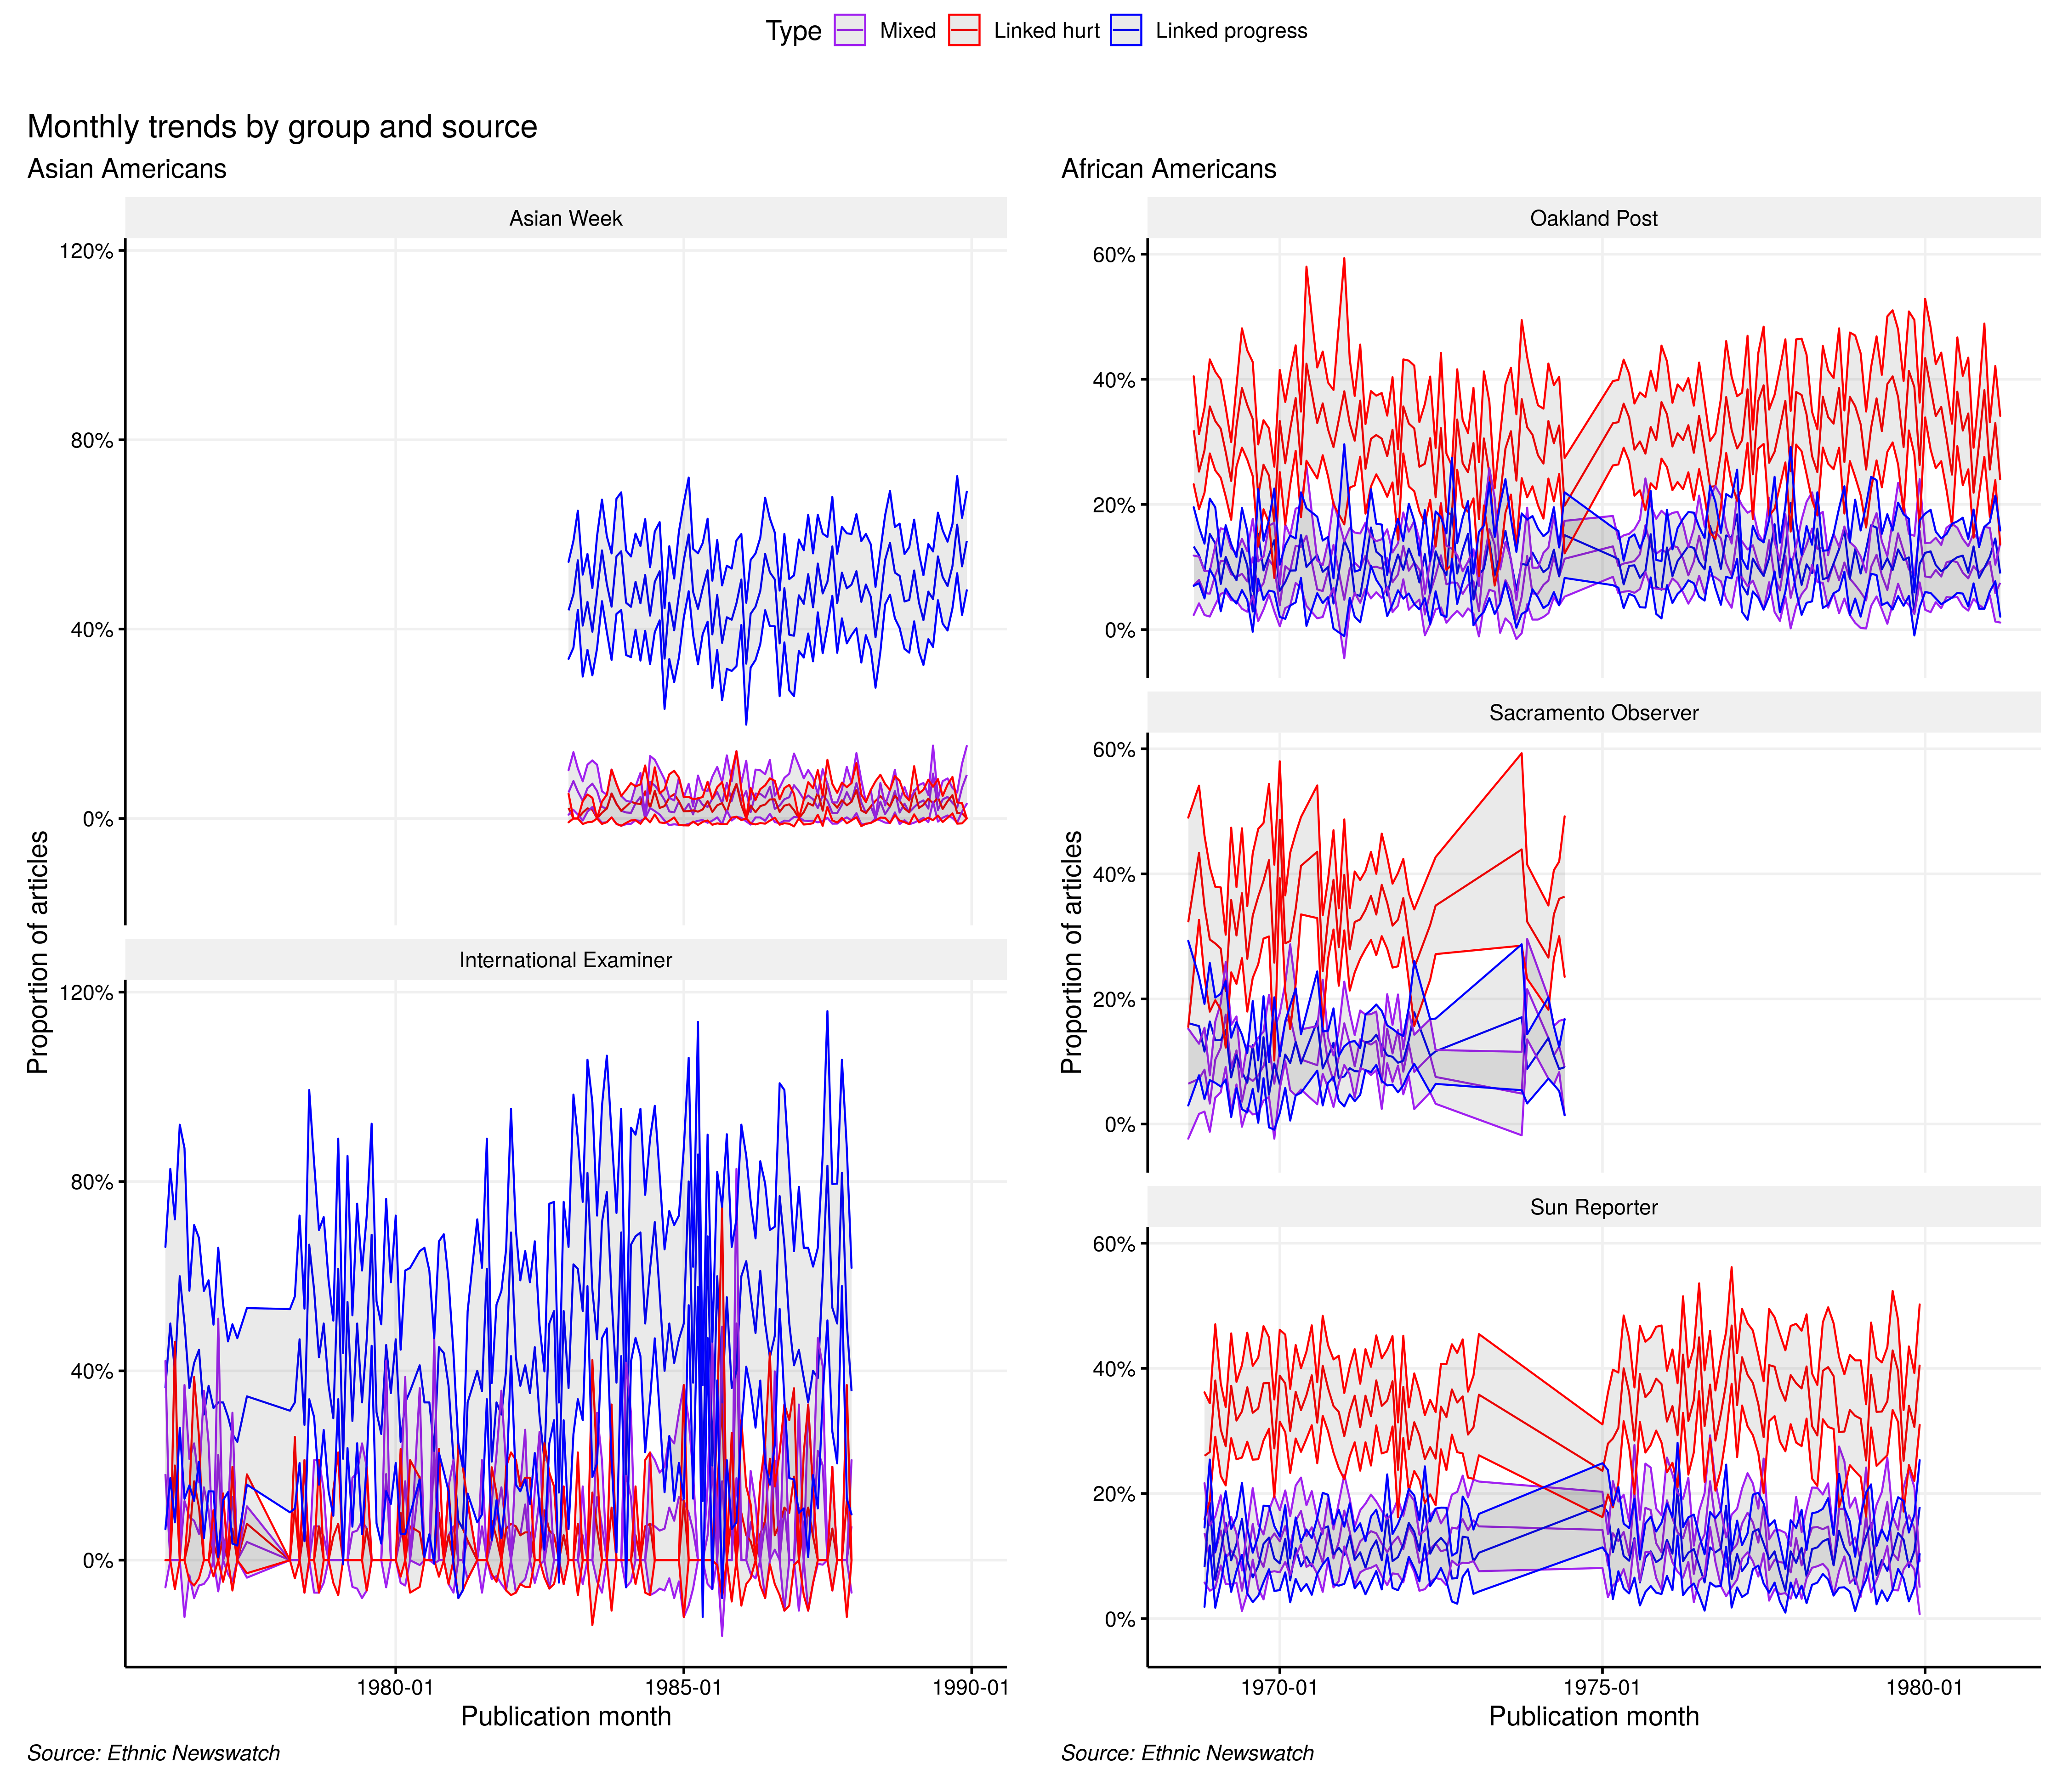 Type Mixed Linked hurt Linked progress
Monthly trends by group and source
Asian Americans
Asian Week
120%
80%
40%
0%
International Examiner
120%
80%
40%
0%
1980-01 1985-01 1990-01
Proportion of articles
Publication month
Source: Ethnic Newswatch
African Americans
Oakland Post
60%
40%
20%
0%
Sacramento Observer
60%
40%
20%
0%
Sun Reporter
60%
40%
20%
0%
1970-01 1975-01 1980-01
Proportion of articles
Publication month
Source: Ethnic Newswatch